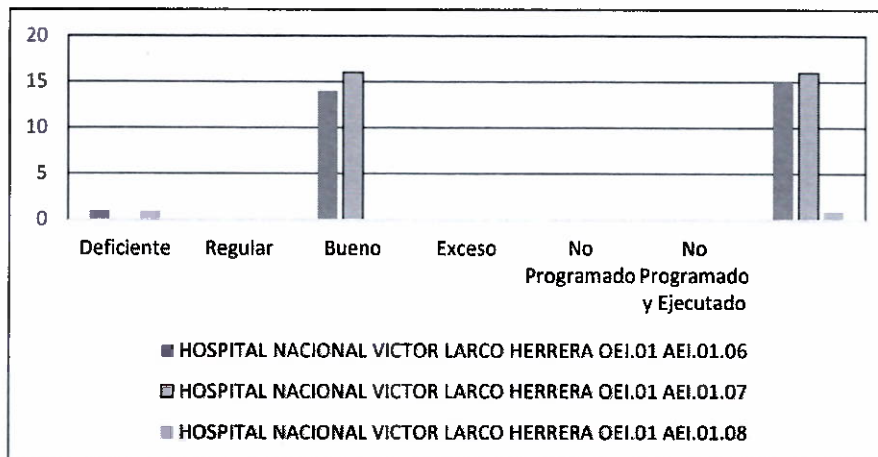 20
15
10
5
0
Deficiente Regular Bueno Exceso No Programado No Programado y Ejecutado
HOSPITAL NACIONAL VICTOR LARCO HERRERA OEI.01 AEI.01.06
HOSPITAL NACIONAL VICTOR LARCO HERRERA OEI.01 AEI.01.07
HOSPITAL NACIONAL VICTOR LARCO HERRERA OEI.01 AEI.01.08